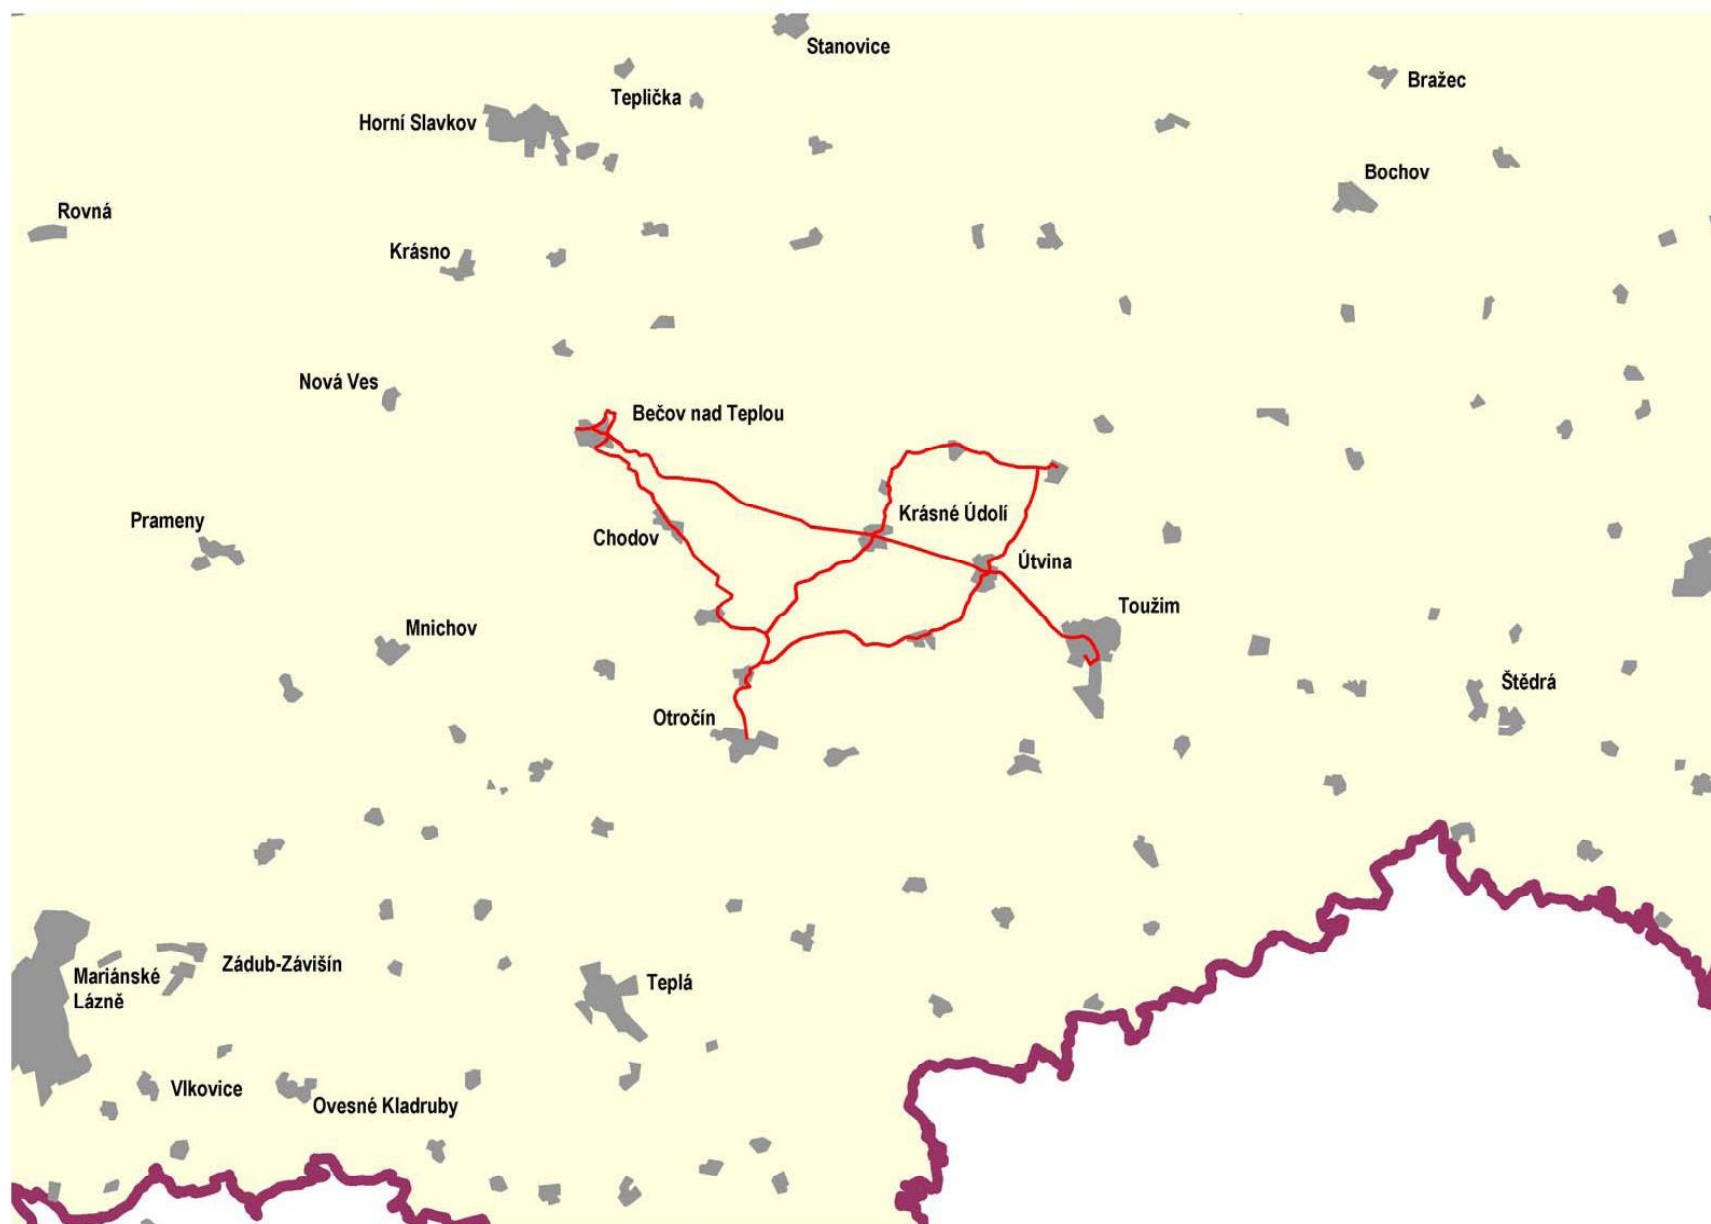 Stanovice
Bražec
Teplička
Horní Slavkov
Bochov
Rovná
Krásno
Nová Ves
Bečov nad Teplou
Krásné Údolí
Prameny
Chodov
Útvina
Toužim
Mnichov
Štědrá
Otročín
Zádub-Závišín
Mariánské
Lázně
Teplá
Vlkovice
Ovesné Kladruby